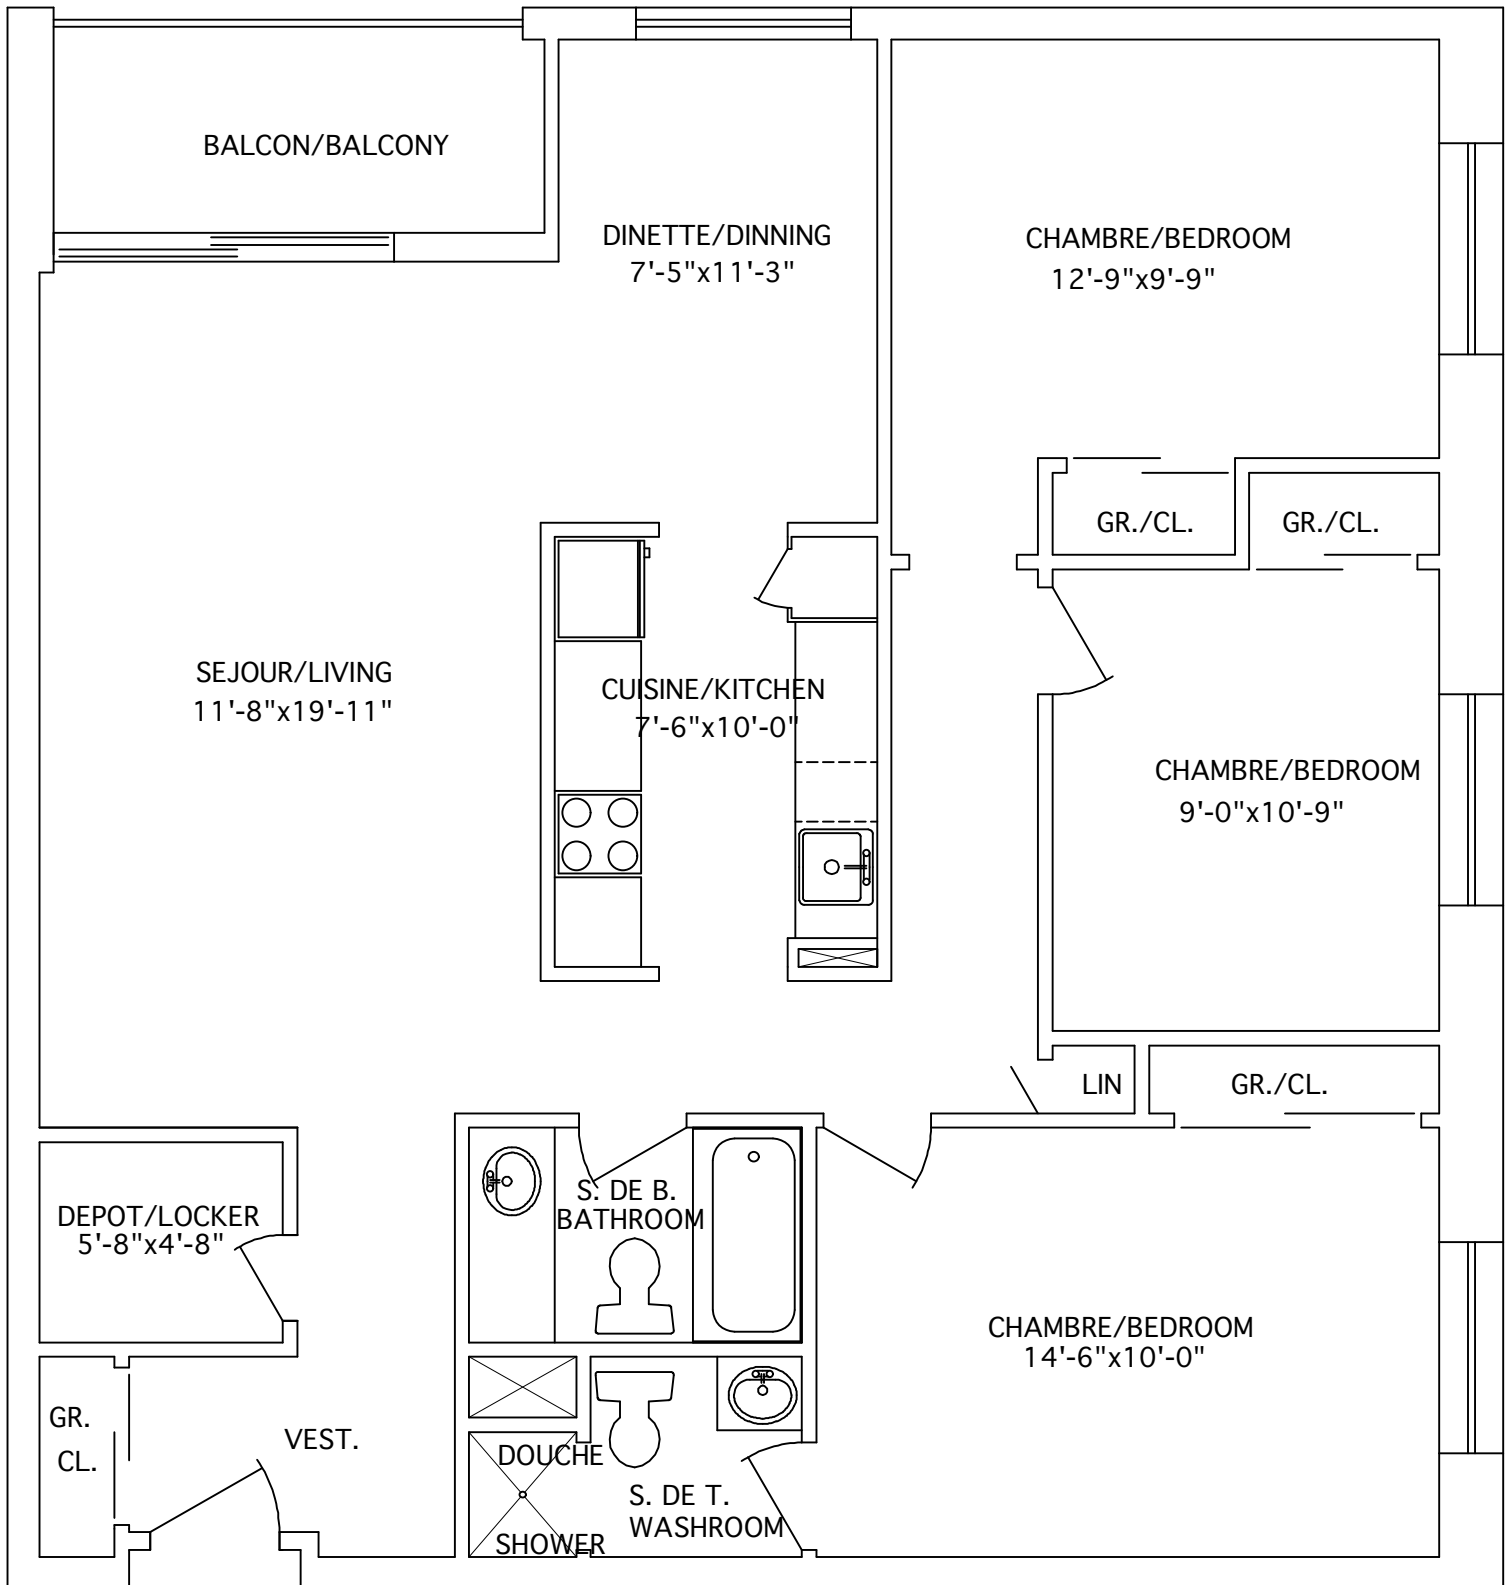 BALCON/BALCONY
DINETTE/DINNING
7'-5"x11'-3"
CHAMBRE/BEDROOM
12'-9"x9'-9"
GR./CL.
GR./CL.
SEJOUR/LIVING
11'-8"x19'-11"
CUISINE/KITCHEN
7'-6"x10'-0"
CHAMBRE/BEDROOM
9'-0"x10'-9"
LIN
GR./CL.
DEPOT/LOCKER
5'-8"x4'-8"
S. DE B.
BATHROOM
CHAMBRE/BEDROOM
14'-6"x10'-0"
GR.
CL.
VEST.
DOUCHE
SHOWER
S. DE T.
WASHROOM